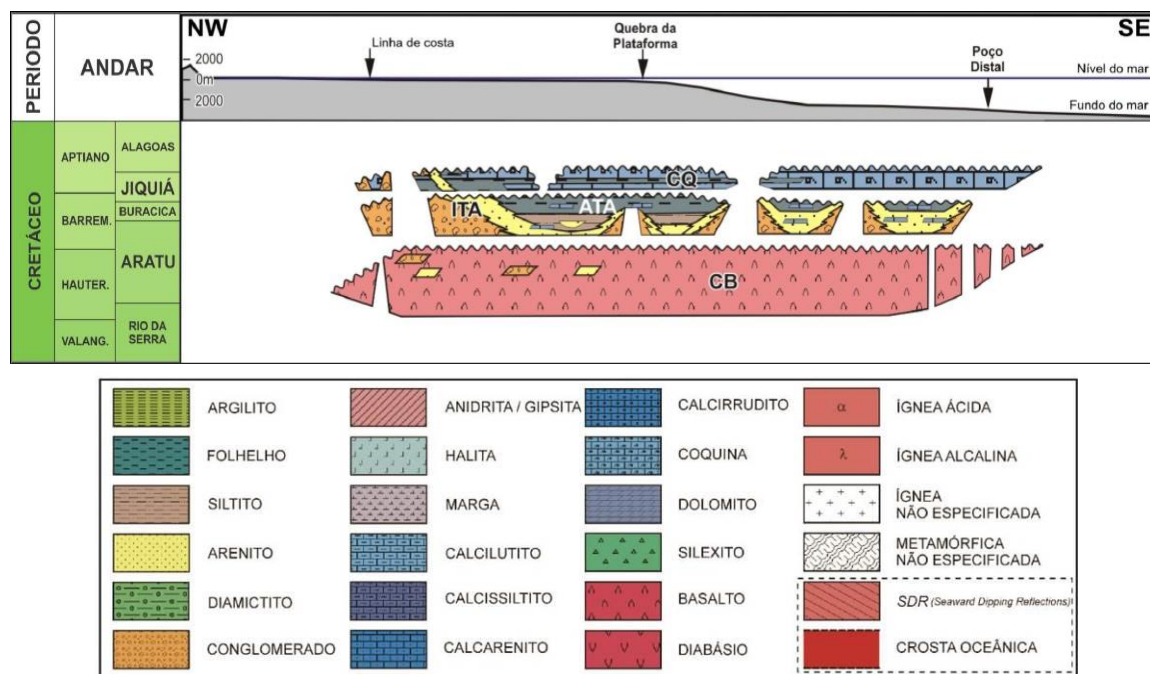 PERIODO
ANDAR
NW
SE
Linha de costa
Quebra da
Plataforma
Poço
Distal
Nível do mar
Fundo do mar
2000
0m
2000
CRETÁCEO
APTIANO
BARREM.
HAUTER.
VALANG.
ALAGOAS
JIQUIÁ
BURACICA
ARATU
RIO DA
SERRA
CQ
ITA
ATA
CB
ARGILITO
FOLHELHO
SILTITO
ARENITO
DIAMICTITO
CONGLOMERADO
ANIDRITA / GIPSITA
HALITA
MARGA
CALCILUTITO
CALCISSILTITO
CALCARENITO
CALCIRRUDITO
COQUINA
DOLOMITO
SILEXITO
BASALTO
DIABÁSIO
α
ÍGNEA ÁCIDA
λ
ÍGNEA ALCALINA
ÍGNEA
NÃO ESPECIFICADA
METAMÓRFICA
NÃO ESPECIFICADA
SDR (Seaward Dipping Reflections)
CROSTA OCEÂNICA